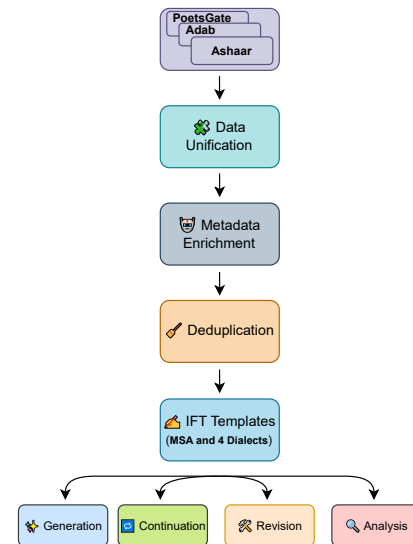 PoetsGate
Adab
Ashaar
Data
Unification
Metadata
Enrichment
Deduplication
IFT Templates
(MSA and 4 Dialects)
Generation
Continuation
Revision
Analysis